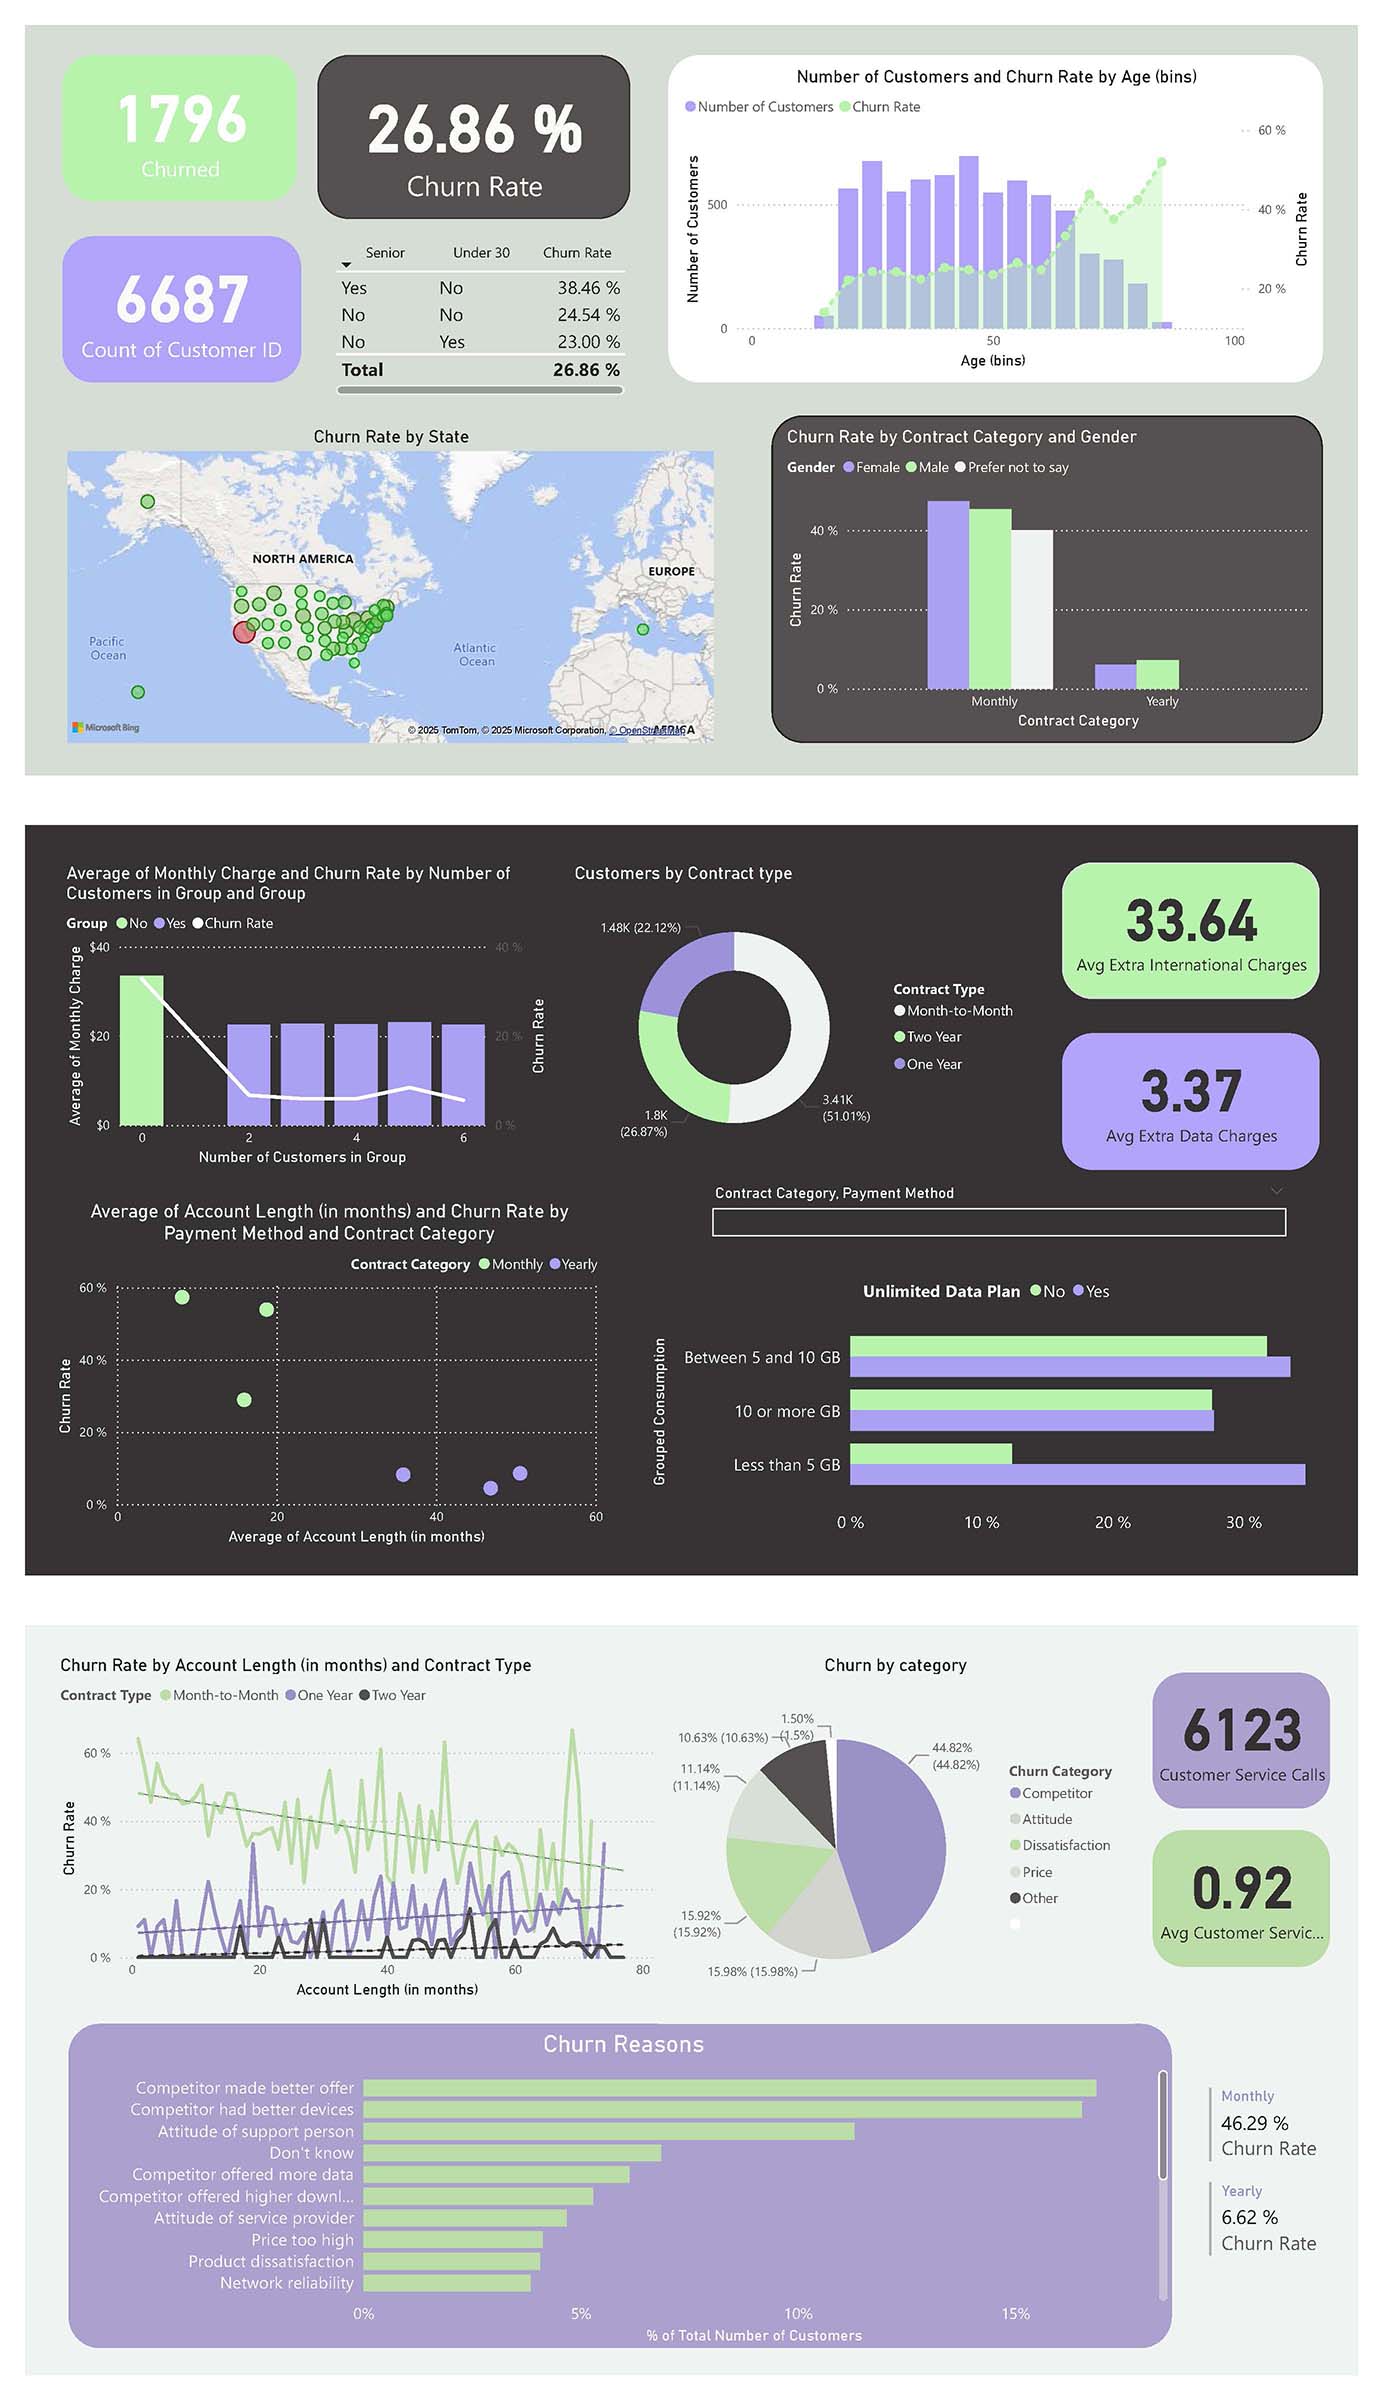 1796
Churned
26.86 %
Churn Rate
6687
Count of Customer ID
Senior Under 30 Churn Rate
Yes No 38.46 %
No No 24.54 %
No Yes 23.00 %
Total 26.86 %
Number of Customers and Churn Rate by Age (bins)
Number of Customers Churn Rate
Number of Customers
500
0
60 %
40 %
20 %
Churn Rate
0 50 100
Age (bins)
Churn Rate by State
NORTH AMERICA
EUROPE
Pacific
Ocean
Atlantic
Ocean
Microsoft Bing
© 2025 TomTom, © 2025 Microsoft Corporation, © OpenStreetMap
Churn Rate by Contract Category and Gender
Gender Female Male Prefer not to say
Churn Rate
40 %
20 %
0 %
Monthly Yearly
Contract Category
Average of Monthly Charge and Churn Rate by Number of
Customers in Group and Group
Group No Yes Churn Rate
Average of Monthly Charge
$40
$20
$0
40 %
20 %
0 %
Churn Rate
0 2 4 6
Number of Customers in Group
Customers by Contract type
1.48K (22.12%)
1.8K
(26.87%)
3.41K
(51.01%)
Contract Type
Month-to-Month
Two Year
One Year
33.64
Avg Extra International Charges
3.37
Avg Extra Data Charges
Average of Account Length (in months) and Churn Rate by
Payment Method and Contract Category
Contract Category Monthly Yearly
Churn Rate
60 %
40 %
20 %
0 %
0 20 40 60
Average of Account Length (in months)
Contract Category, Payment Method
Unlimited Data Plan No Yes
Grouped Consumption
Between 5 and 10 GB
10 or more GB
Less than 5 GB
0 % 10 % 20 % 30 %
Churn Rate by Account Length (in months) and Contract Type
Contract Type Month-to-Month One Year Two Year
Churn Rate
60 %
40 %
20 %
0 %
0 20 40 60 80
Account Length (in months)
Churn by category
1.50%
(1.5%)
10.63% (10.63%)
11.14%
(11.14%)
15.92%
(15.92%)
15.98% (15.98%)
44.82%
(44.82%)
Churn Category
Competitor
Attitude
Dissatisfaction
Price
Other
6123
Customer Service Calls
0.92
Avg Customer Servic...
Churn Reasons
Competitor made better offer
Competitor had better devices
Attitude of support person
Don't know
Competitor offered more data
Competitor offered higher downl...
Attitude of service provider
Price too high
Product dissatisfaction
Network reliability
0% 5% 10% 15%
% of Total Number of Customers
Monthly
46.29 %
Churn Rate
Yearly
6.62 %
Churn Rate